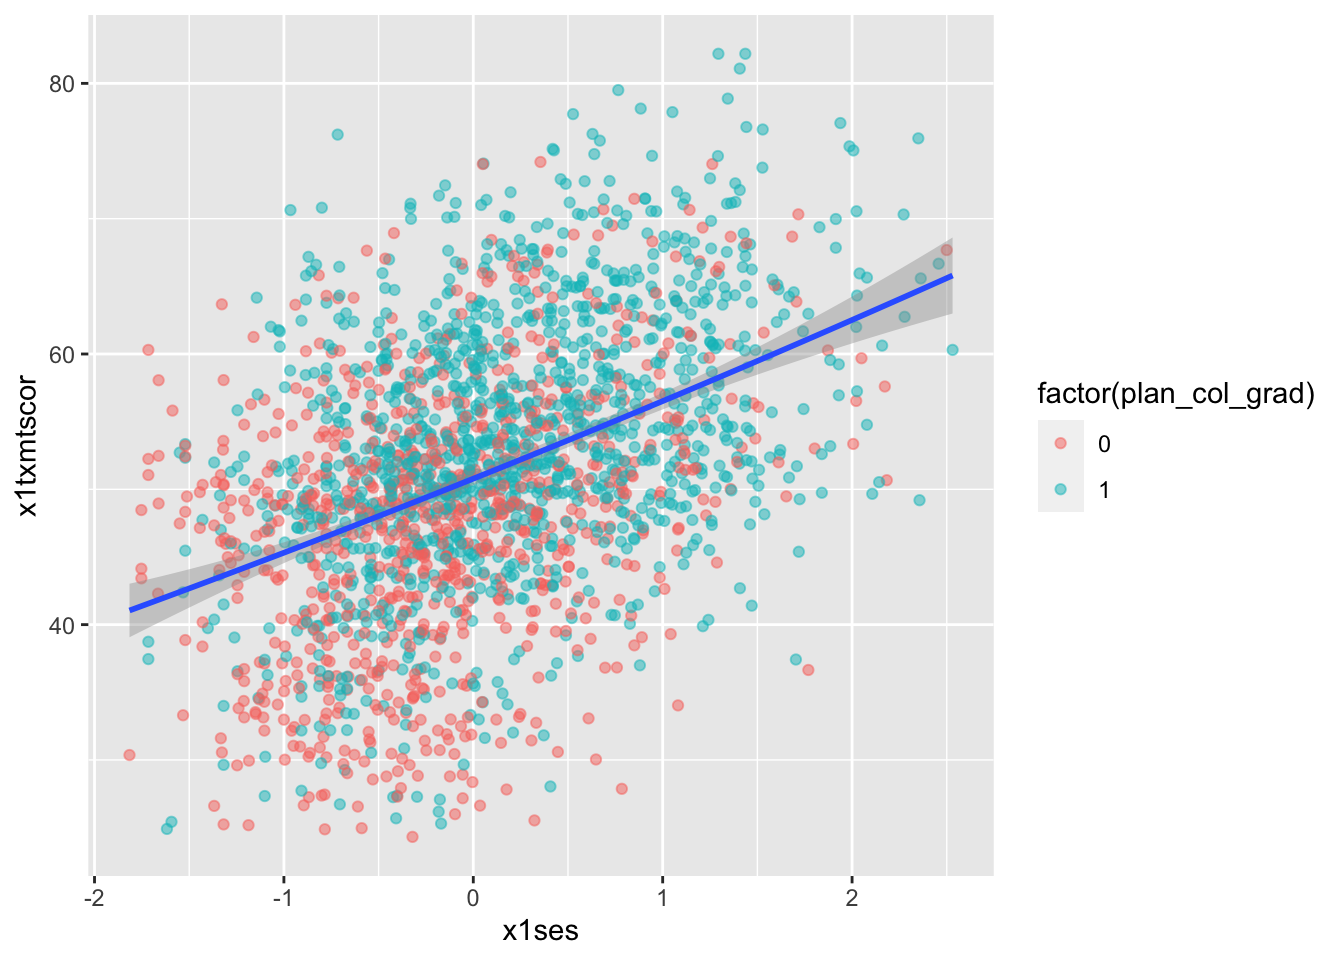 80
60
40
x1txmtscor
-2 -1 0 1 2
x1ses
factor(plan_col_grad)
0
1